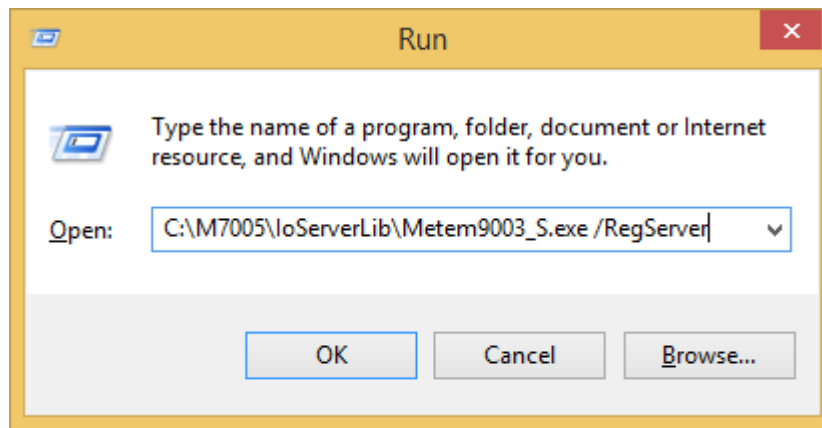 Run
Type the name of a program, folder, document or Internet
resource, and Windows will open it for you.
Open: C:\M7005\IoServerLib\Metem9003_S.exe /RegServer
OK Cancel Browse...